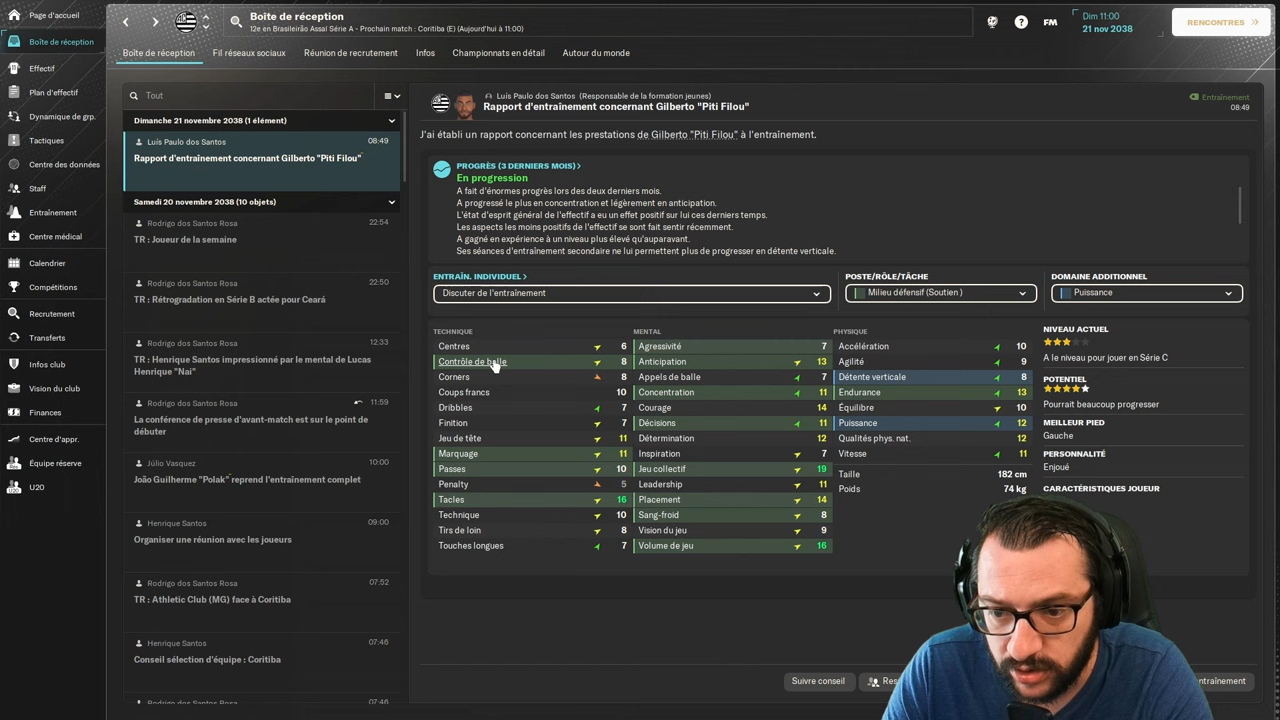 Page d'accueil
Boîte de réception
Effectif
Plan d'effectif
Dynamique de grp.
Tactiques
Centre des données
Staff
Entraînement
Centre médical
Calendrier
Compétitions
Recrutement
Transferts
Infos club
Vision du club
Finances
Centre d'appr.
Équipe réserve
U20
Boîte de réception
12e en Brasileirão Assaí Série A - Prochain match : Coritiba (E) (Aujourd'hui à 11:00)
FM
Dim 11:00
21 nov 2038
RENCONTRES
Boîte de réception
Fil réseaux sociaux
Réunion de recrutement
Infos
Championnats en détail
Autour du monde
Tout
Dimanche 21 novembre 2038 (1 élément)
Luís Paulo dos Santos 08:49
Rapport d'entraînement concernant Gilberto "Piti Filou"
Samedi 20 novembre 2038 (10 objets)
Rodrigo dos Santos Rosa 22:54
TR : Joueur de la semaine
Rodrigo dos Santos Rosa 22:50
TR : Rétrogradation en Série B actée pour Ceará
Rodrigo dos Santos Rosa 12:33
TR : Henrique Santos impressionné par le mental de Lucas
Henrique "Nai"
Rodrigo dos Santos Rosa 11:59
La conférence de presse d'avant-match est sur le point de
débuter
Júlio Vasquez 10:00
João Guilherme "Polak" reprend l'entraînement complet
Henrique Santos 09:00
Organiser une réunion avec les joueurs
Rodrigo dos Santos Rosa 07:52
TR : Athletic Club (MG) face à Coritiba
Henrique Santos 07:46
Conseil sélection d'équipe : Coritiba
Rodrigo dos Santos Rosa 07:46
Luís Paulo dos Santos (Responsable de la formation jeunes)
Rapport d'entraînement concernant Gilberto "Piti Filou"
Entraînement
08:49
J'ai établi un rapport concernant les prestations de Gilberto "Piti Filou" à l'entraînement.
PROGRÈS (3 DERNIERS MOIS)
En progression
A fait d'énormes progrès lors des deux derniers mois.
A progressé le plus en concentration et légèrement en anticipation.
L'état d'esprit général de l'effectif a eu un effet positif sur lui ces derniers temps.
Les aspects les moins positifs de l'effectif se sont fait sentir récemment.
A gagné en expérience à un niveau plus élevé qu'auparavant.
Ses séances d'entraînement secondaire ne lui permettent plus de progresser en détente verticale.
ENTRAÎN. INDIVIDUEL
Discuter de l'entraînement
POSTE/RÔLE/TÂCHE
Milieu défensif (Soutien )
DOMAINE ADDITIONNEL
Puissance
TECHNIQUE
Centres 6
Contrôle de balle 8
Corners 8
Coups francs 10
Dribbles 7
Finition 7
Jeu de tête 11
Marquage 11
Passes 10
Penalty 5
Tacles 16
Technique 10
Tirs de loin 8
Touches longues 7
MENTAL
Agressivité 7
Anticipation 13
Appels de balle 7
Concentration 11
Courage 14
Décisions 11
Détermination 12
Inspiration 7
Jeu collectif 19
Leadership 11
Placement 14
Sang-froid 8
Vision du jeu 9
Volume de jeu 16
PHYSIQUE
Accélération 10
Agilité 9
Détente verticale 8
Endurance 13
Équilibre 10
Puissance 12
Qualités phys. nat. 12
Vitesse 11
Taille 182 cm
Poids 74 kg
NIVEAU ACTUEL
A le niveau pour jouer en Série C
POTENTIEL
Pourrait beaucoup progresser
MEILLEUR PIED
Gauche
PERSONNALITÉ
Enjoué
CARACTÉRISTIQUES JOUEUR
Suivre conseil